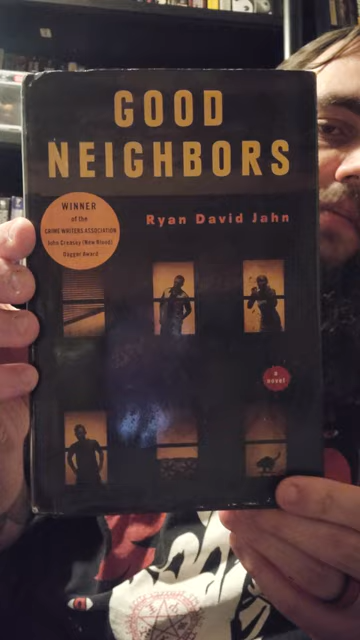 GOOD
NEIGHBORS
WINNER
of the
CRIME WRITERS ASSOCIATION
John Creasey (New Blood)
Dagger Award
Ryan David Jahn
a
novel